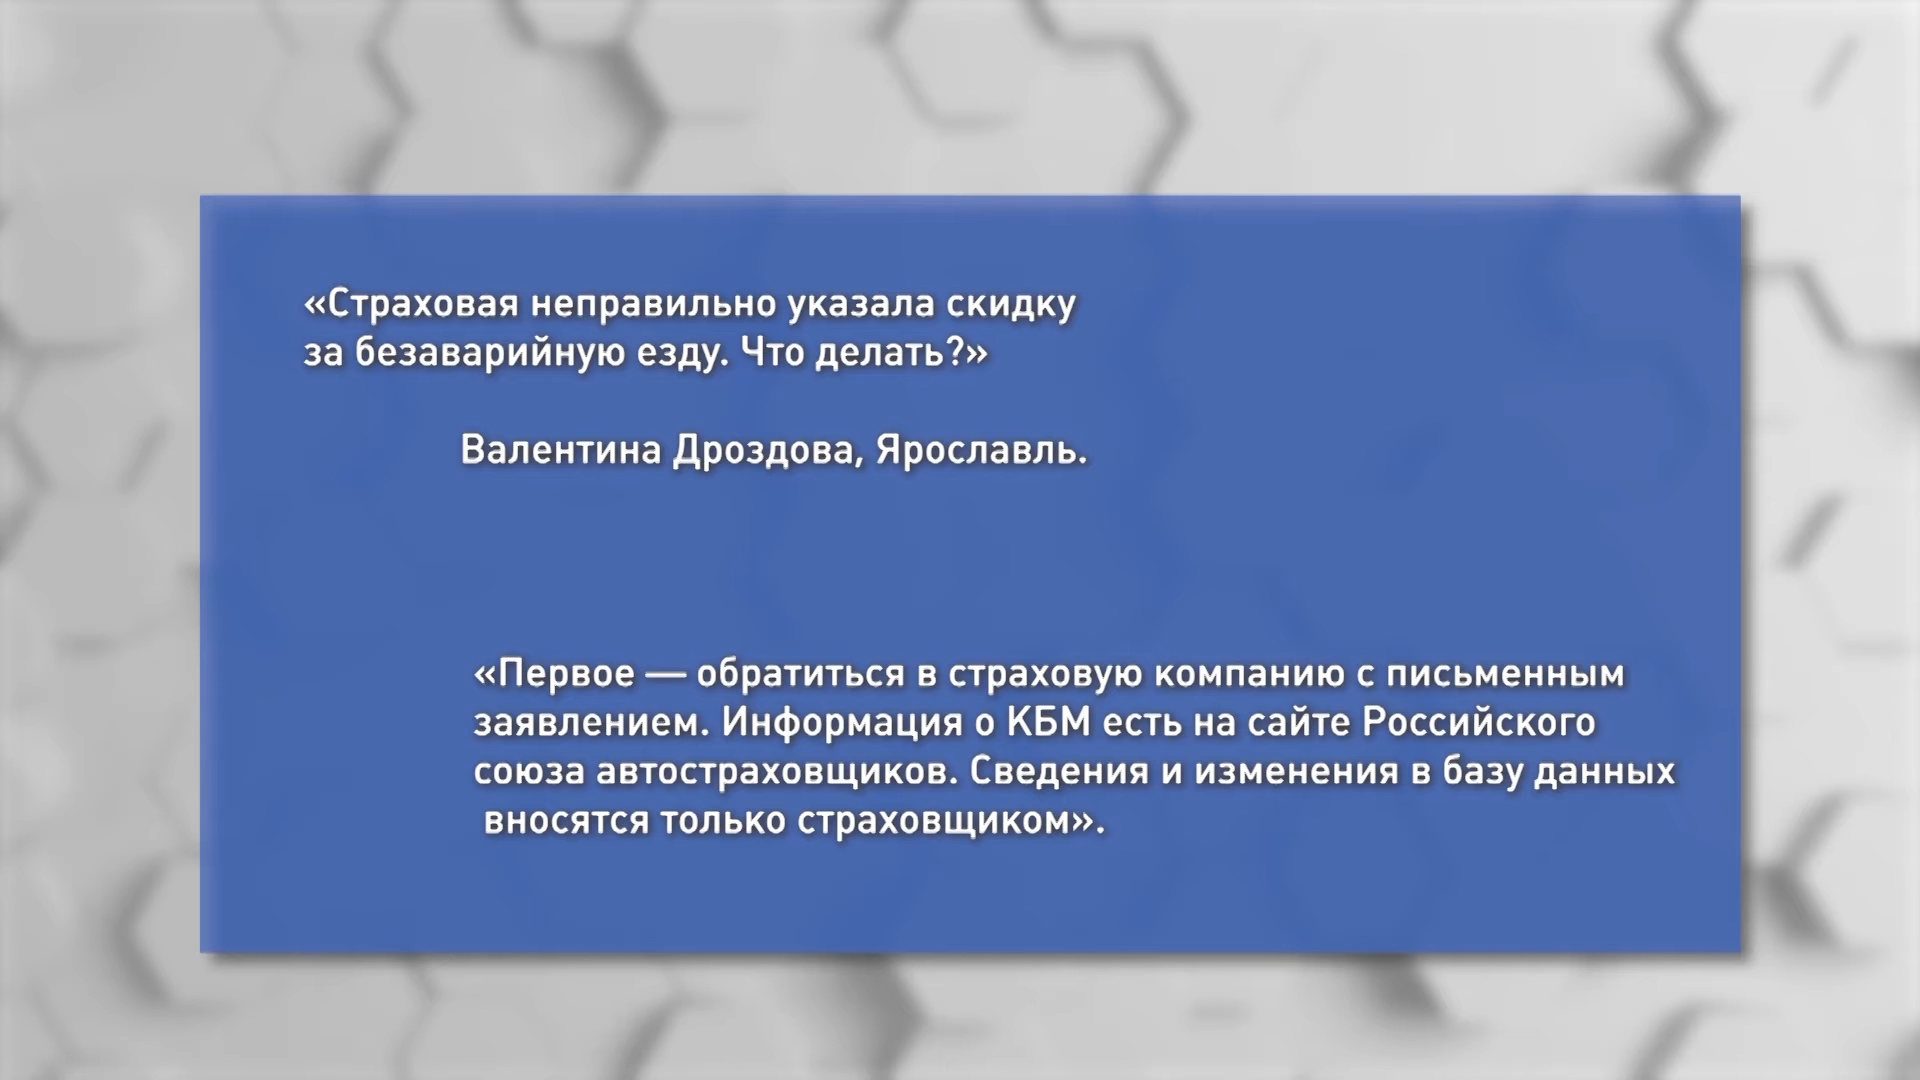 «Страховая неправильно указала скидку
за безаварийную езду. Что делать?»
Валентина Дроздова, Ярославль.
«Первое — обратиться в страховую компанию с письменным
заявлением. Информация о КБМ есть на сайте Российского
союза автостраховщиков. Сведения и изменения в базу данных
вносятся только страховщиком».